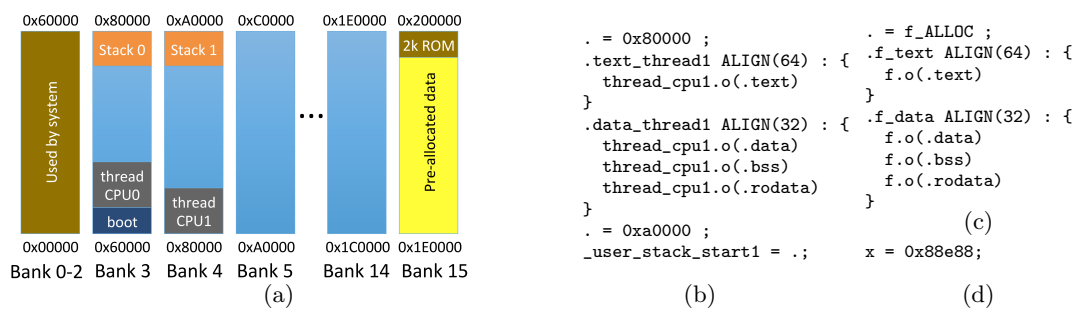 0x60000 0x80000 0xA0000 0xC0000 0x1E0000 0x200000
Used by system
Stack 0
thread
CPU0
boot
Stack 1
thread
CPU1
...
2k ROM
Pre-allocated data
0x00000 0x60000 0x80000 0xA0000 0x1C0000 0x1E0000
Bank 0-2 Bank 3 Bank 4 Bank 5 Bank 14 Bank 15
(a)
. = 0x80000 ;
.text_thread1 ALIGN(64) : {
thread_cpu1.o(.text)
}
.data_thread1 ALIGN(32) : {
thread_cpu1.o(.data)
thread_cpu1.o(.bss)
thread_cpu1.o(.rodata)
}
. = 0xa0000 ;
_user_stack_start1 = .;
(b)
. = f_ALLOC ;
.f_text ALIGN(64) : {
f.o(.text)
}
.f_data ALIGN(32) : {
f.o(.data)
f.o(.bss)
f.o(.rodata)
}
(c)
x = 0x88e88;
(d)